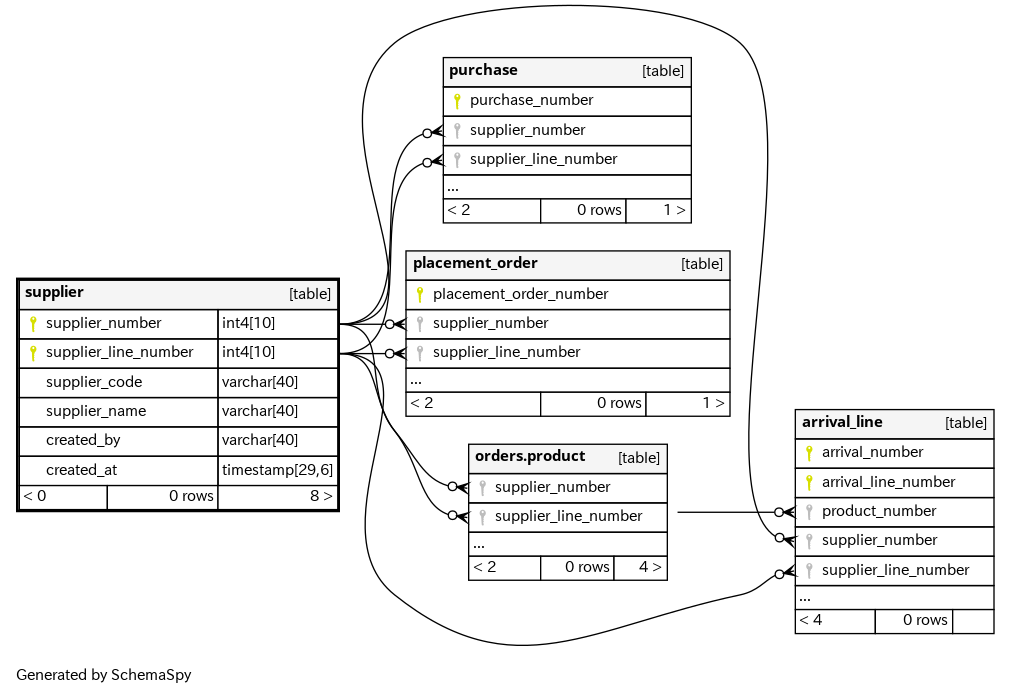 purchase [table]
purchase_number
supplier_number
supplier_line_number
...
< 2 0 rows 1 >
placement_order [table]
placement_order_number
supplier_number
supplier_line_number
...
< 2 0 rows 1 >
supplier [table]
supplier_number int4[10]
supplier_line_number int4[10]
supplier_code varchar[40]
supplier_name varchar[40]
created_by varchar[40]
created_at timestamp[29,6]
< 0 0 rows 8 >
orders.product [table]
supplier_number
supplier_line_number
...
< 2 0 rows 4 >
arrival_line [table]
arrival_number
arrival_line_number
product_number
supplier_number
supplier_line_number
...
< 4 0 rows
Generated by SchemaSpy